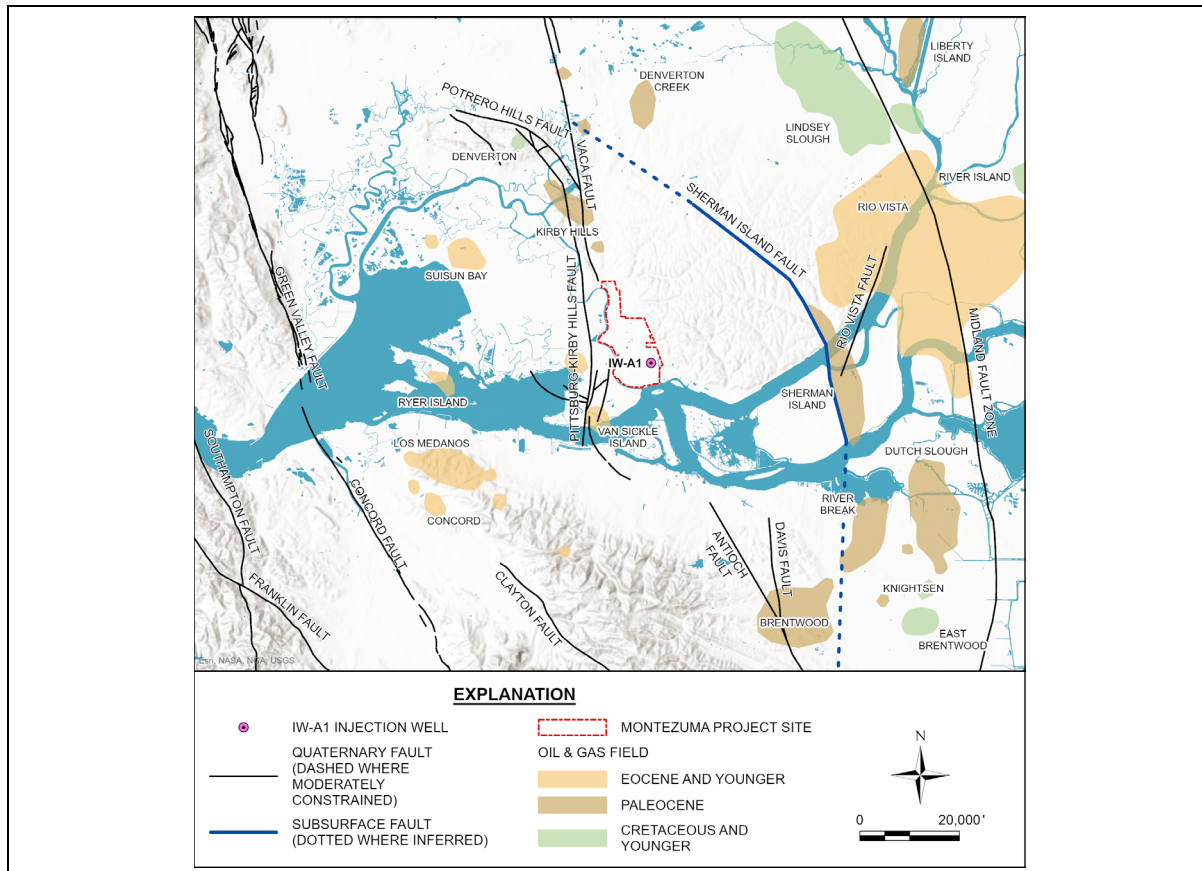 LIBERTY
ISLAND
DENVERTON
CREEK
POTRERO HILLS FAULT
LINDSEY
SLOUGH
DENVERTON
VACA FAULT
RIVER ISLAND
SHERMAN ISLAND FAULT
RIO VISTA
KIRBY HILLS
SUISUN BAY
GREEN VALLEY FAULT
PITTSBURG-KIRBY HILLS FAULT
RIO VISTA FAULT
MIDLAND FAULT ZONE
IW-A1
RYER ISLAND
SHERMAN
ISLAND
VAN SICKLE
ISLAND
LOS MEDANOS
SOUTHAMPTON FAULT
DUTCH SLOUGH
CONCORD FAULT
RIVER
BREAK
CONCORD
ANTIOCH
FAULT
DAVIS FAULT
FRANKLIN FAULT
CLAYTON FAULT
KNIGHTSEN
BRENTWOOD
EAST
BRENTWOOD
Esri, NASA, NGA, USGS
EXPLANATION
IW-A1 INJECTION WELL
QUATERNARY FAULT
(DASHED WHERE
MODERATELY
CONSTRAINED)
SUBSURFACE FAULT
(DOTTED WHERE INFERRED)
MONTEZUMA PROJECT SITE
OIL & GAS FIELD
EOCENE AND YOUNGER
PALEOCENE
CRETACEOUS AND
YOUNGER
N
0 20,000'